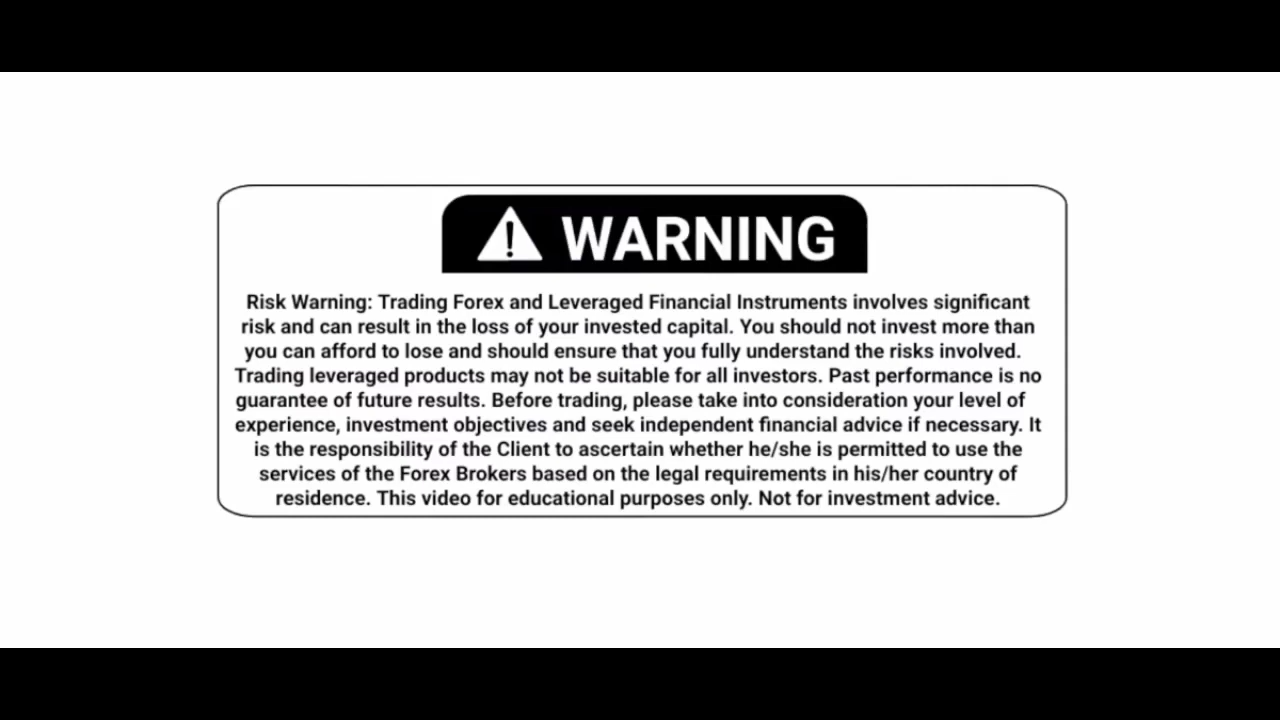 WARNING
Risk Warning: Trading Forex and Leveraged Financial Instruments involves significant
risk and can result in the loss of your invested capital. You should not invest more than
you can afford to lose and should ensure that you fully understand the risks involved.
Trading leveraged products may not be suitable for all investors. Past performance is no
guarantee of future results. Before trading, please take into consideration your level of
experience, investment objectives and seek independent financial advice if necessary. It
is the responsibility of the Client to ascertain whether he/she is permitted to use the
services of the Forex Brokers based on the legal requirements in his/her country of
residence. This video for educational purposes only. Not for investment advice.